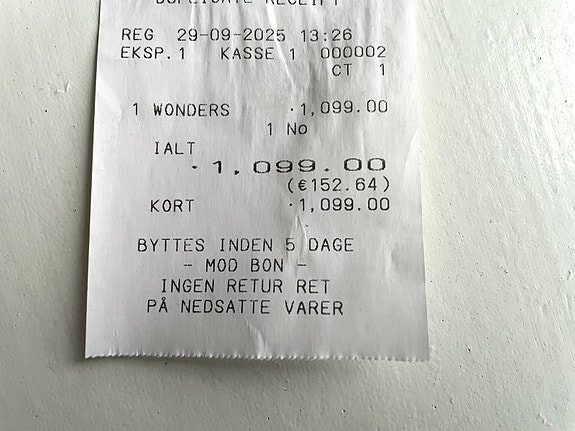 DUPLICATE RECEIPT
REG 29-09-2025 13:26
EKSP.1 KASSE 1 000002
CT 1
1 WONDERS ·1,099.00
1 No
IALT
·1,099.00
(€152.64)
KORT ·1,099.00
BYTTES INDEN 5 DAGE
- MOD BON -
INGEN RETUR RET
PÅ NEDSATTE VARER